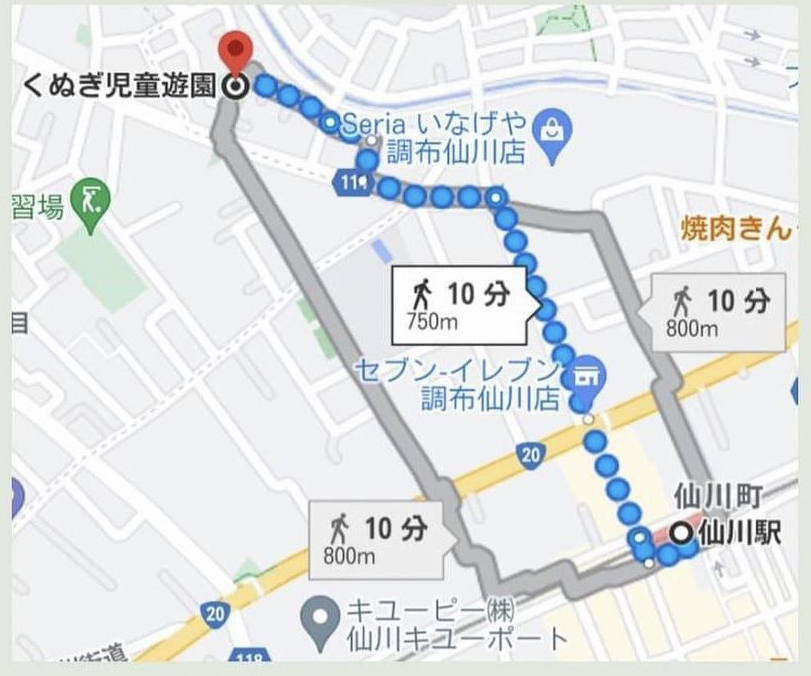 くぬぎ児童遊園
Seria いなげや
調布仙川店
習場
焼肉きん
10 分
750m
10 分
800m
目
セブン-イレブン
調布仙川店
20
仙川町
仙川駅
10 分
800m
キユーピー㈱
仙川キユーポート
20
118